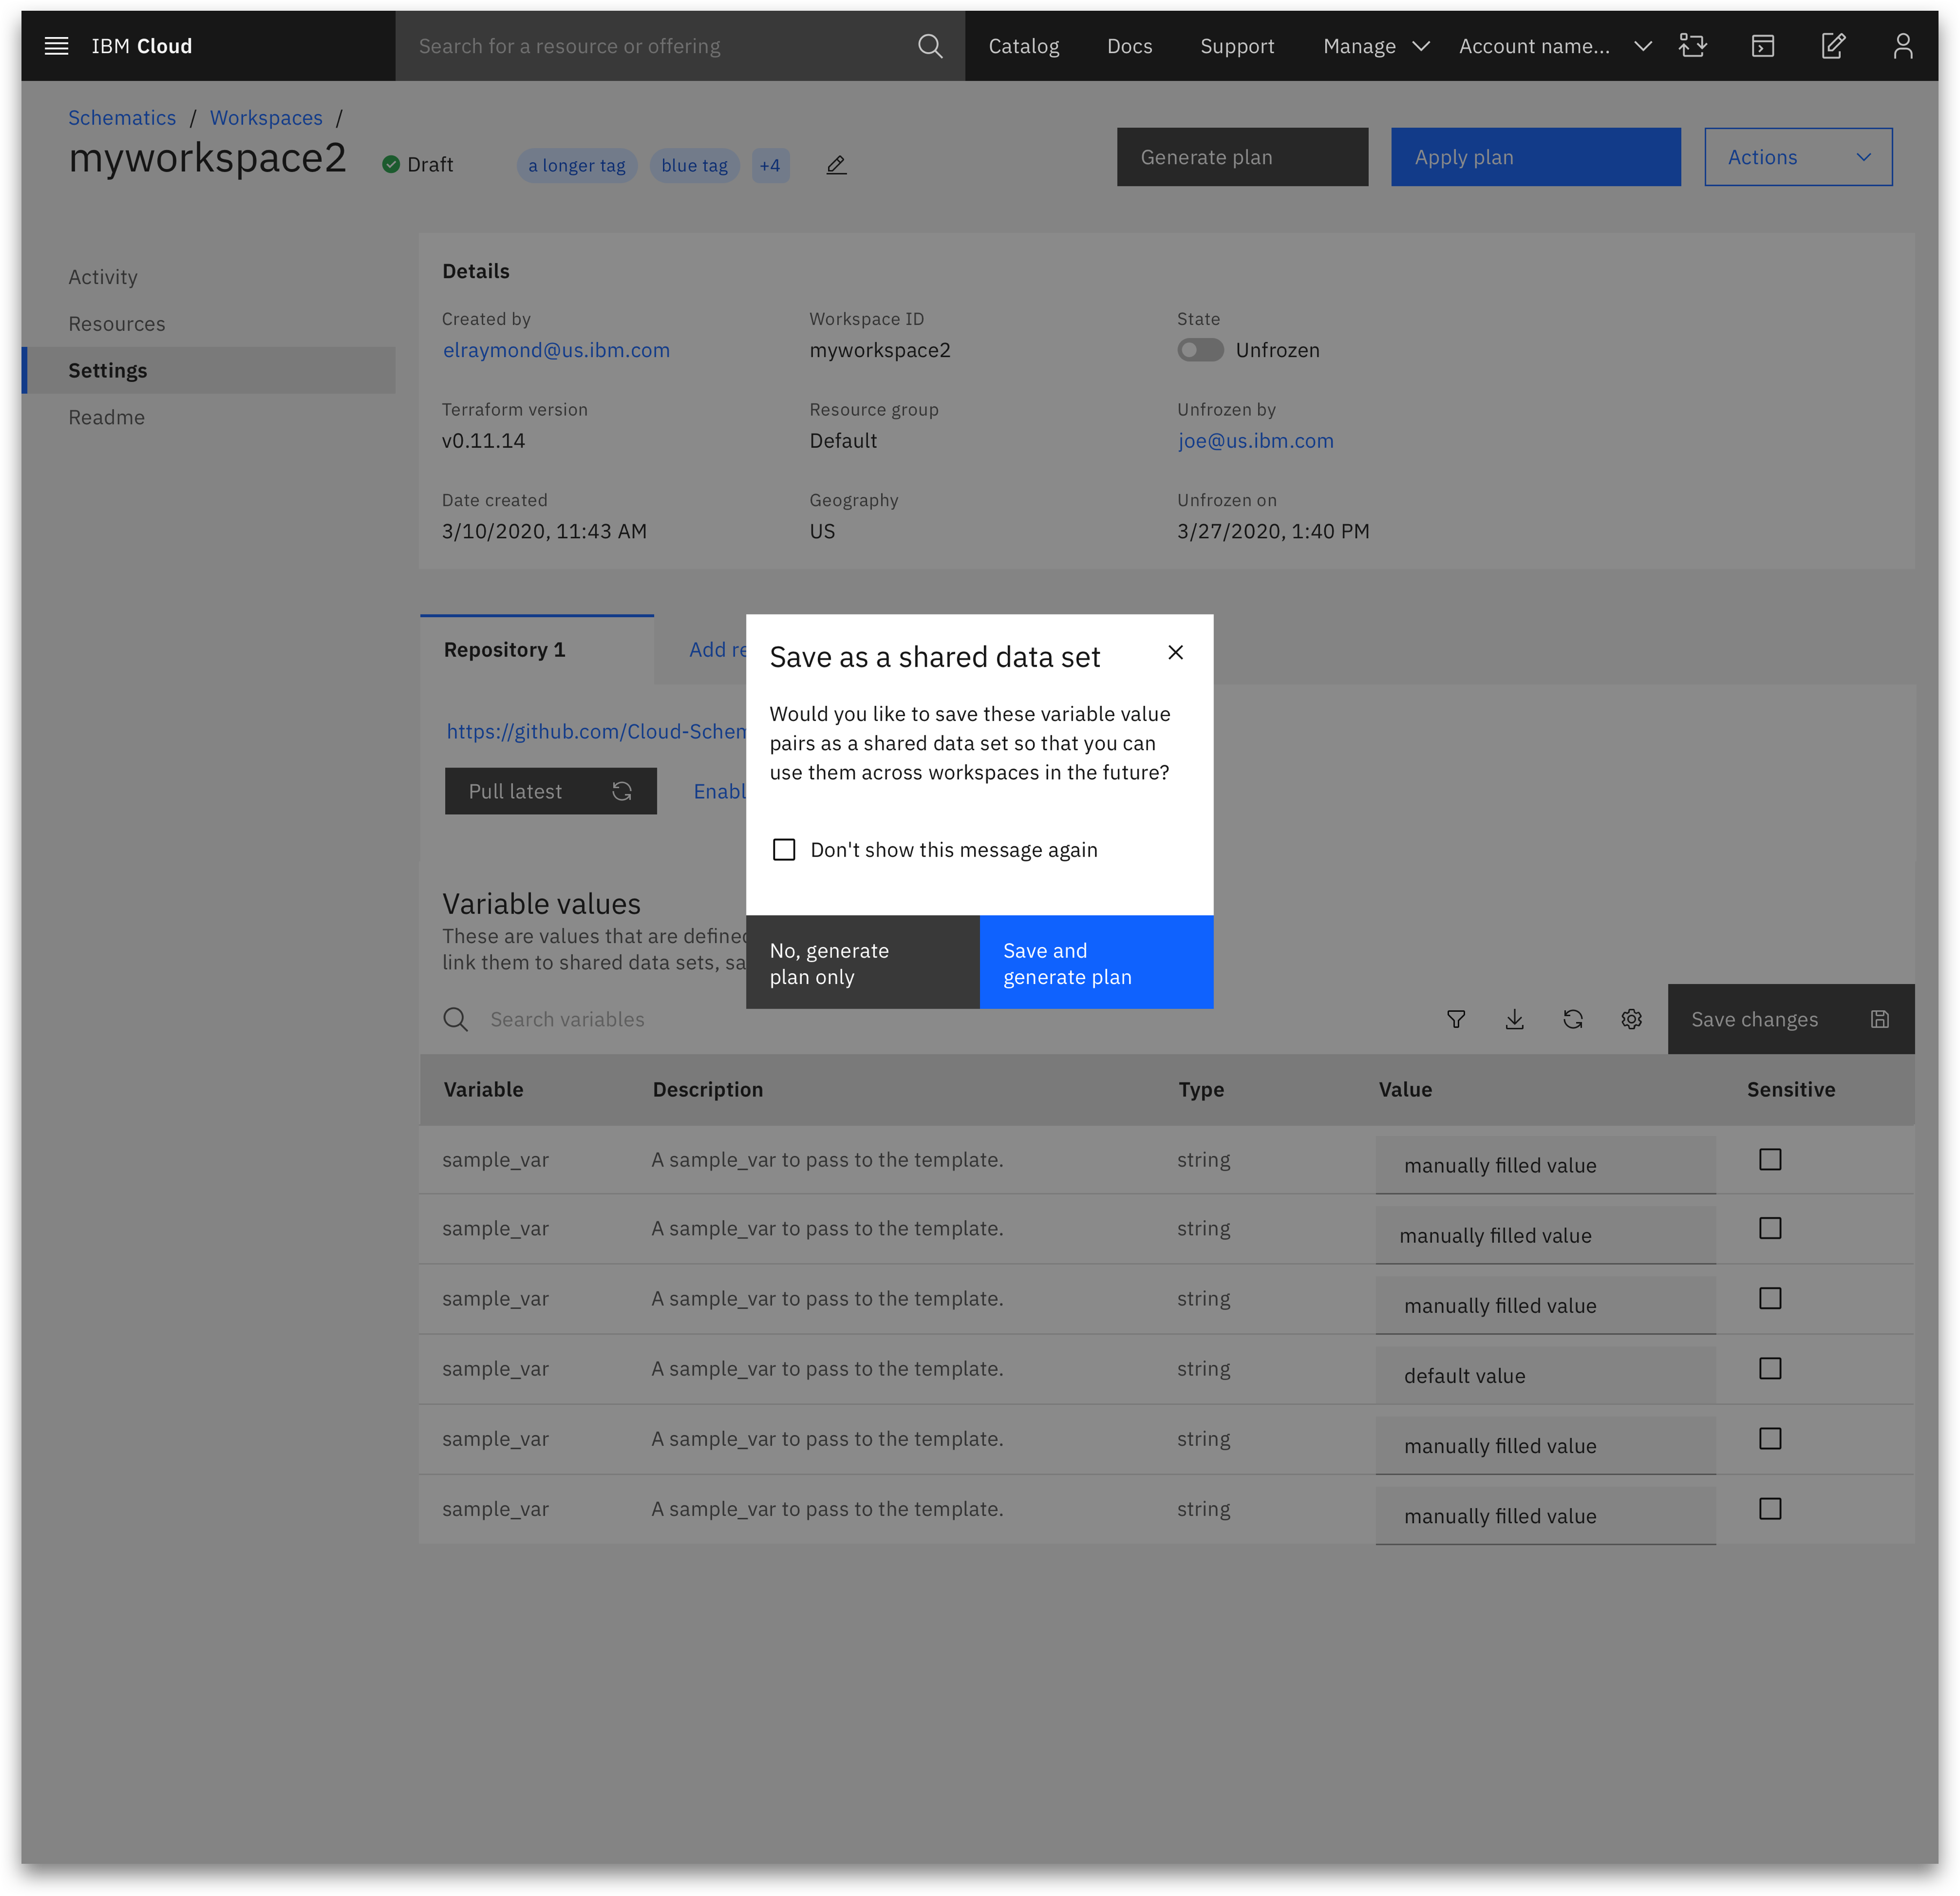 IBM Cloud
Search for a resource or offering
Catalog
Docs
Support
Manage
Account name...
Schematics / Workspaces /
myworkspace2
Draft
a longer tag
blue tag
+4
Generate plan
Apply plan
Actions
Activity
Resources
Settings
Readme
Details
Created by
elraymond@us.ibm.com
Workspace ID
myworkspace2
State
Unfrozen
Terraform version
v0.11.14
Resource group
Default
Unfrozen by
joe@us.ibm.com
Date created
3/10/2020, 11:43 AM
Geography
US
Unfrozen on
3/27/2020, 1:40 PM
Repository 1
Add re
https://github.com/Cloud-Schem
Pull latest
Enabl
Save as a shared data set
Would you like to save these variable value
pairs as a shared data set so that you can
use them across workspaces in the future?
Don't show this message again
No, generate
plan only
Save and
generate plan
Variable values
These are values that are defined
link them to shared data sets, sa
Search variables
Save changes
Variable Description Type Value Sensitive
sample_var A sample_var to pass to the template. string manually filled value
sample_var A sample_var to pass to the template. string manually filled value
sample_var A sample_var to pass to the template. string manually filled value
sample_var A sample_var to pass to the template. string default value
sample_var A sample_var to pass to the template. string manually filled value
sample_var A sample_var to pass to the template. string manually filled value